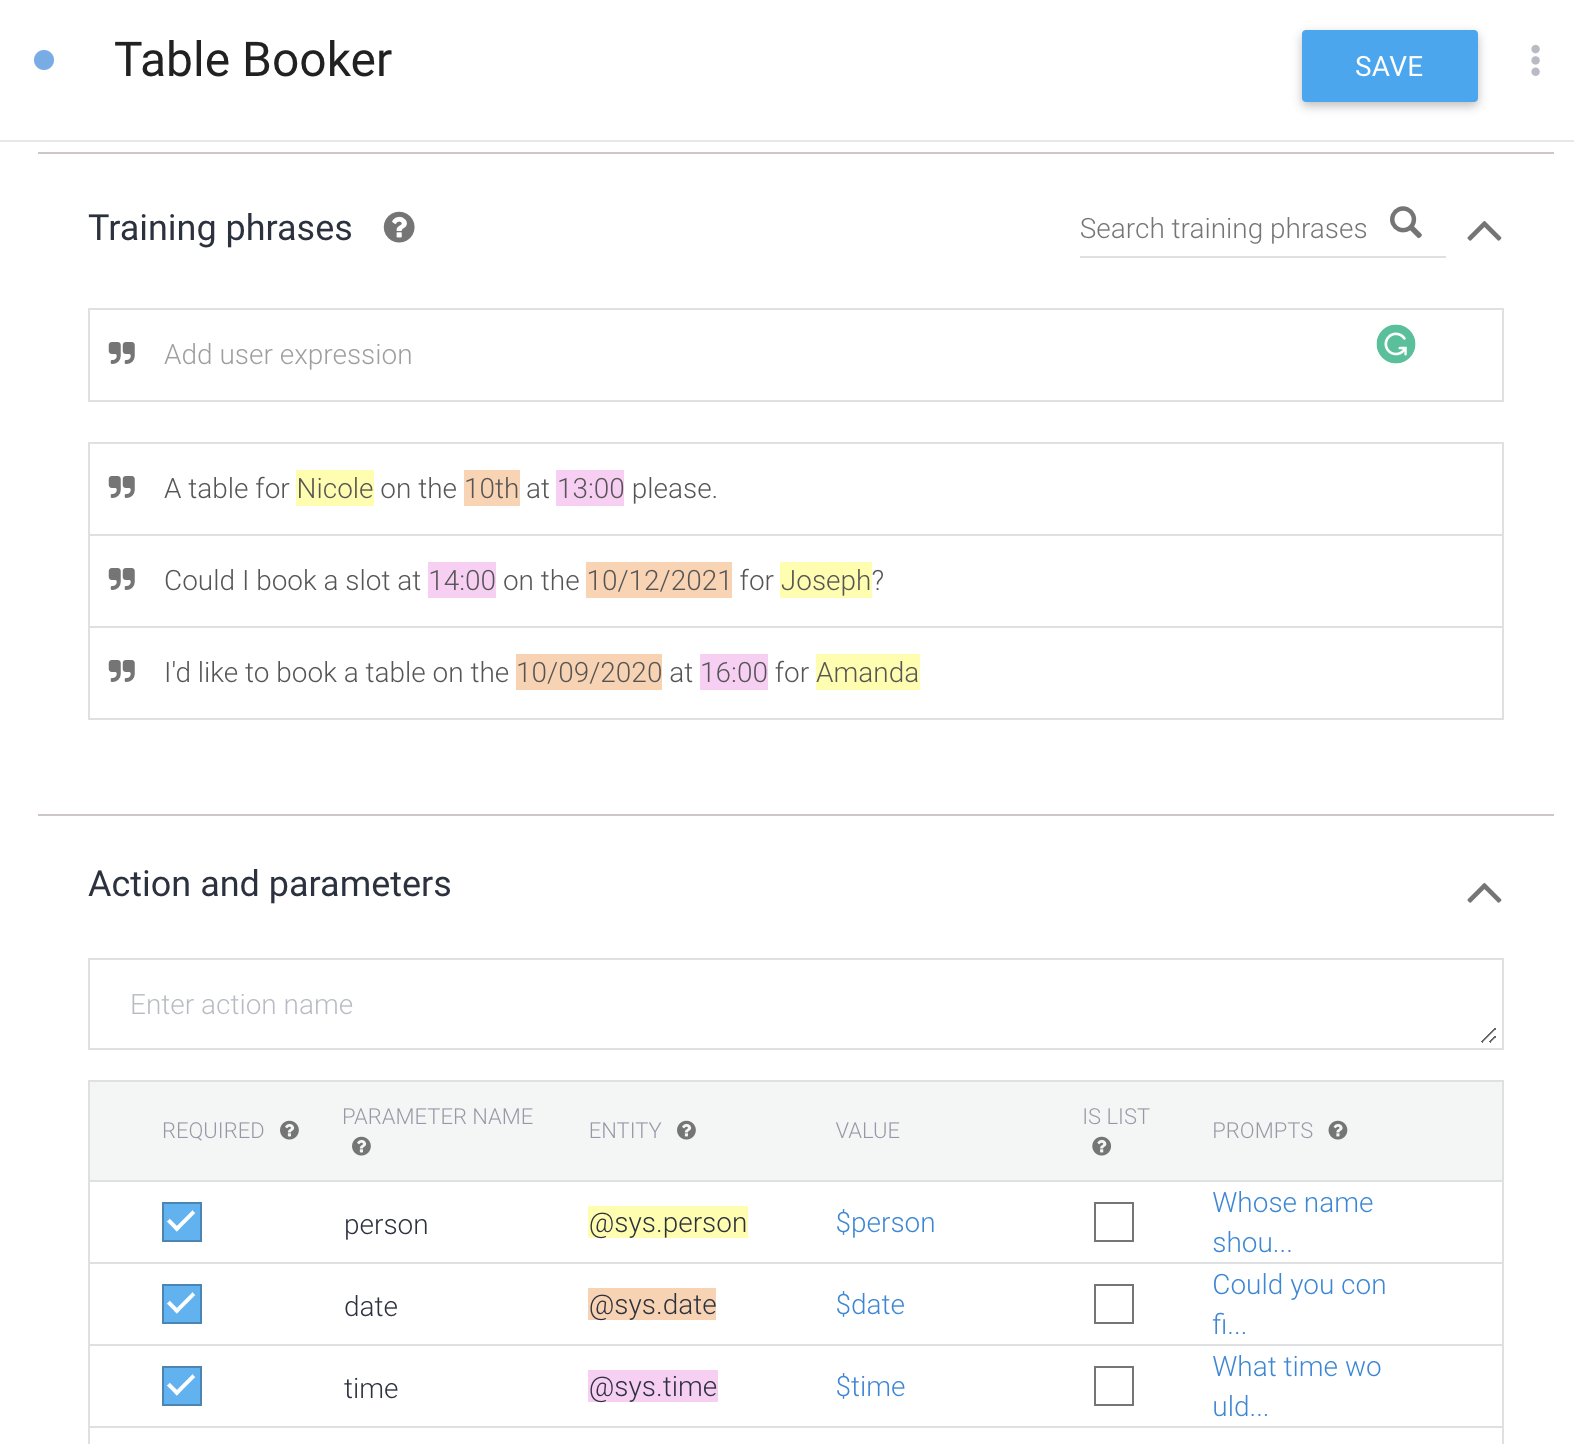 Table Booker
SAVE
Training phrases
Search training phrases
Add user expression
A table for Nicole on the 10th at 13:00 please.
Could I book a slot at 14:00 on the 10/12/2021 for Joseph?
I'd like to book a table on the 10/09/2020 at 16:00 for Amanda
Action and parameters
Enter action name
REQUIRED
PARAMETER NAME
ENTITY
VALUE
IS LIST
PROMPTS
person
@sys.person
$person
Whose name
shou...
date
@sys.date
$date
Could you con
fi...
time
@sys.time
$time
What time wo
uld...